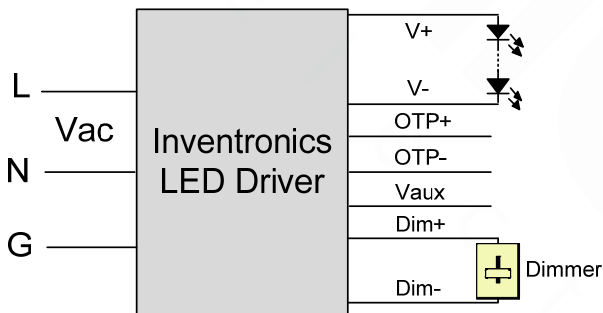 L
Vac
N
G
Inventronics
LED Driver
V+
V-
OTP+
OTP-
Vaux
Dim+
Dim-
Dimmer